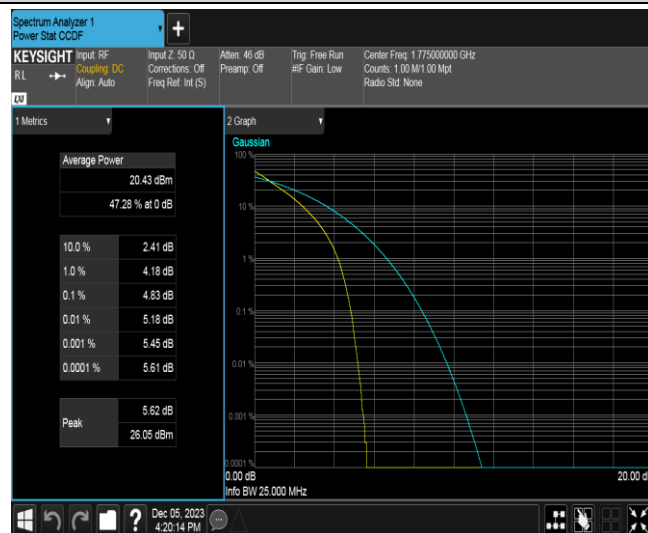 Spectrum Analyzer 1
Power Stat CCDF
+
KEYSIGHT Input: RF
Coupling: DC
Align: Auto
RL
LXI
Input Z: 50 Ω
Corrections: Off
Freq Ref: Int (S)
Atten: 46 dB
Preamp: Off
Trig: Free Run
#IF Gain: Low
Center Freq: 1.775000000 GHz
Counts: 1.00 M/1.00 Mpt
Radio Std: None
1 Metrics
Average Power
20.43 dBm
47.28 % at 0 dB
10.0 % 2.41 dB
1.0 % 4.18 dB
0.1 % 4.83 dB
0.01 % 5.18 dB
0.001 % 5.45 dB
0.0001 % 5.61 dB
Peak 5.62 dB
26.05 dBm
2 Graph
Gaussian
100 %
10 %
1 %
0.1 %
0.01 %
0.001 %
0.0001 %
0.00 dB
20.00 d
Info BW 25.000 MHz
?
Dec 05, 2023
4:20:14 PM